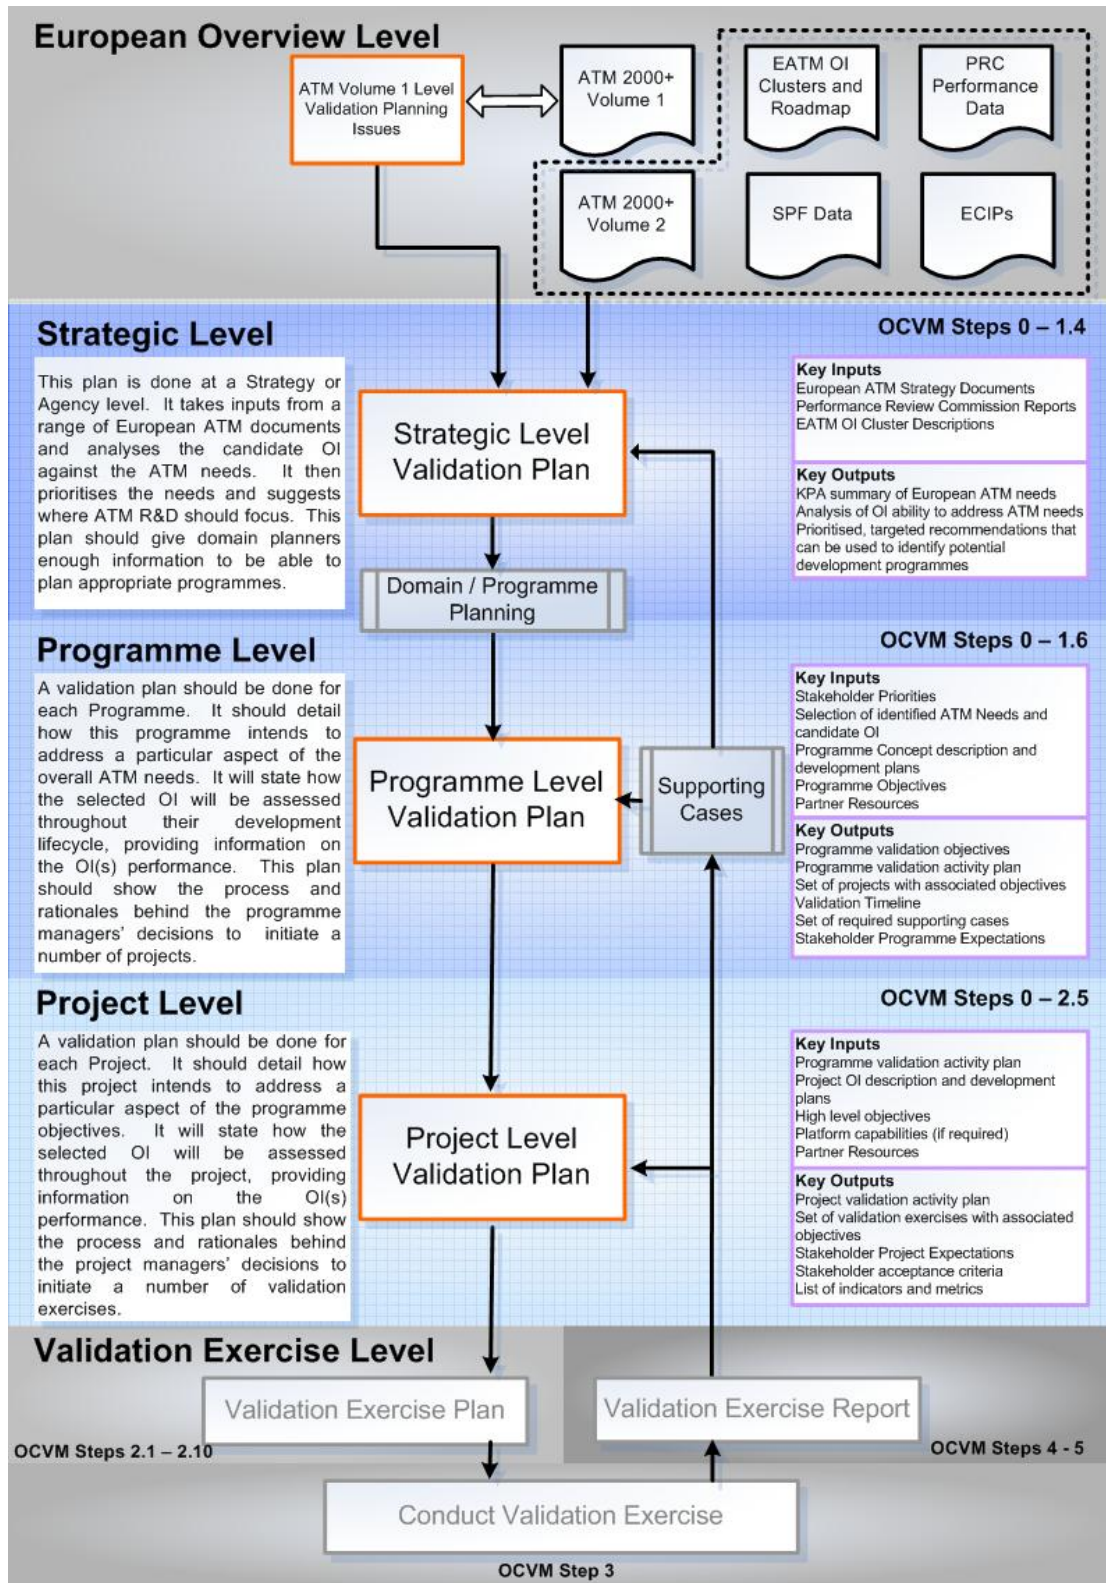 European Overview Level
ATM Volume 1 Level
Validation Planning
Issues
ATM 2000+
Volume 1
EATM OI
Clusters and
Roadmap
PRC
Performance
Data
ATM 2000+
Volume 2
SPF Data
ECIPs
Strategic Level
OCVM Steps 0 – 1.4
This plan is done at a Strategy or
Agency level. It takes inputs from a
range of European ATM documents
and analyses the candidate OI
against the ATM needs. It then
prioritises the needs and suggests
where ATM R&D should focus. This
plan should give domain planners
enough information to be able to
plan appropriate programmes.
Strategic Level
Validation Plan
Domain / Programme
Planning
Key Inputs
European ATM Strategy Documents
Performance Review Commission Reports
EATM OI Cluster Descriptions
Key Outputs
KPA summary of European ATM needs
Analysis of OI ability to address ATM needs
Prioritised, targeted recommendations that
can be used to identify potential
development programmes
Programme Level
OCVM Steps 0 – 1.6
A validation plan should be done for
each Programme. It should detail
how this programme intends to
address a particular aspect of the
overall ATM needs. It will state how
the selected OI will be assessed
throughout their development
lifecycle, providing information on
the OI(s) performance. This plan
should show the process and
rationales behind the programme
managers' decisions to initiate a
number of projects.
Programme Level
Validation Plan
Supporting
Cases
Key Inputs
Stakeholder Priorities
Selection of identified ATM Needs and
candidate OI
Programme Concept description and
development plans
Programme Objectives
Partner Resources
Key Outputs
Programme validation objectives
Programme validation activity plan
Set of projects with associated objectives
Validation Timeline
Set of required supporting cases
Stakeholder Programme Expectations
Project Level
OCVM Steps 0 – 2.5
A validation plan should be done for
each Project. It should detail how
this project intends to address a
particular aspect of the programme
objectives. It will state how the
selected OI will be assessed
throughout the project, providing
information on the OI(s)
performance. This plan should show
the process and rationales behind
the project managers' decisions to
initiate a number of validation
exercises.
Project Level
Validation Plan
Key Inputs
Programme validation activity plan
Project OI description and development
plans
High level objectives
Platform capabilities (if required)
Partner Resources
Key Outputs
Project validation activity plan
Set of validation exercises with associated
objectives
Stakeholder Project Expectations
Stakeholder acceptance criteria
List of indicators and metrics
Validation Exercise Level
Validation Exercise Plan
Validation Exercise Report
OCVM Steps 2.1 – 2.10
OCVM Steps 4 - 5
Conduct Validation Exercise
OCVM Step 3